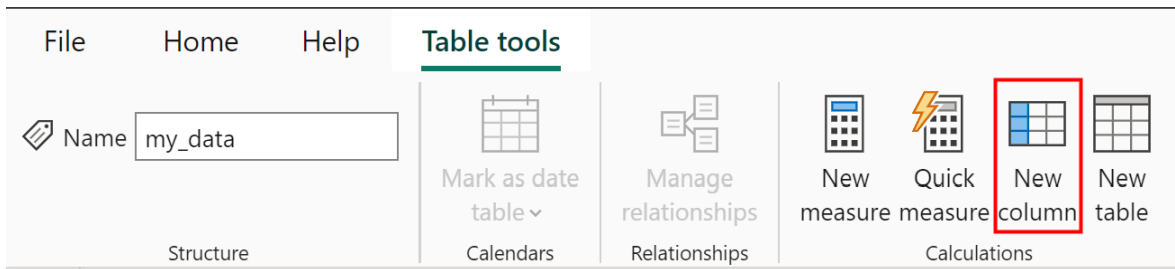 File Home Help Table tools
Name my_data
Mark as date
table
Manage
relationships
New
measure
Quick
measure
New
column
New
table
Structure Calendars Relationships Calculations